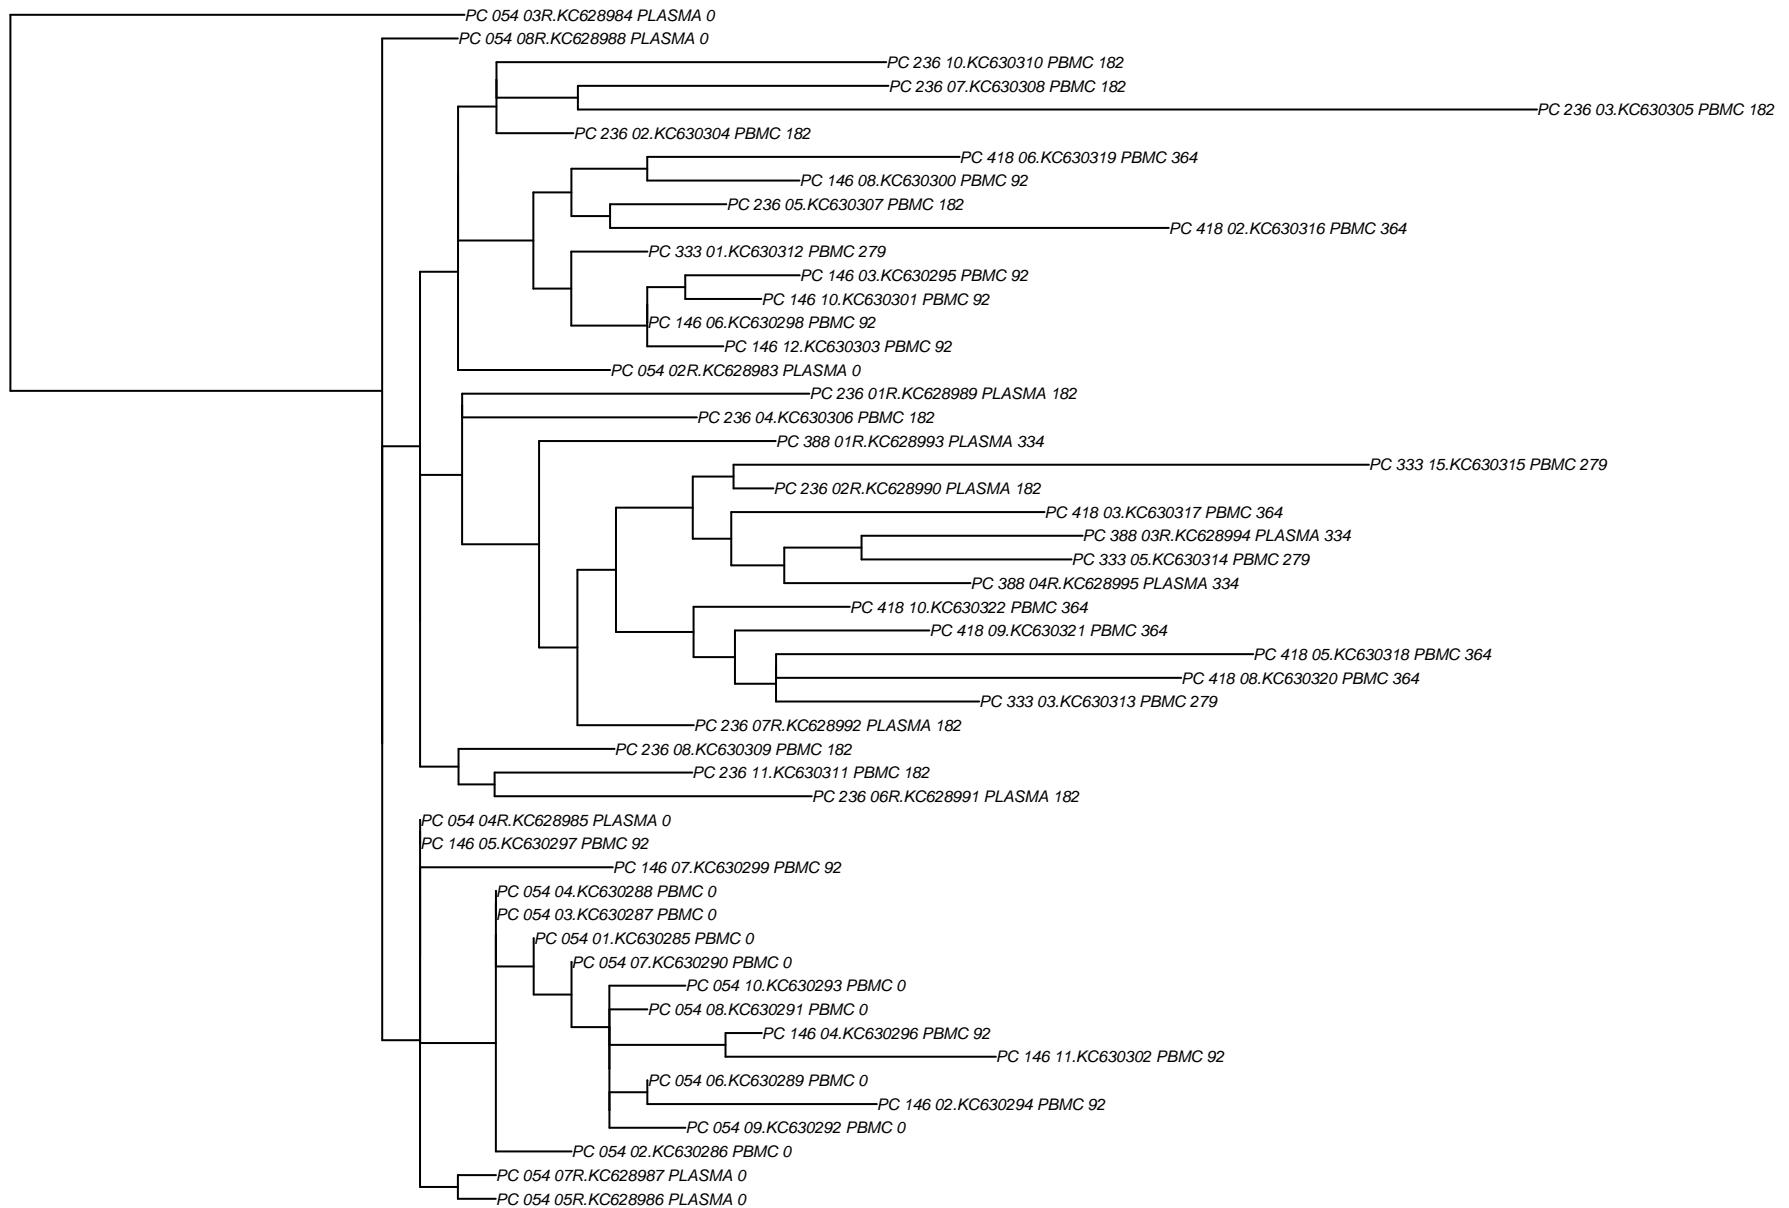 PC 054 03R.KC628984 PLASMA 0
PC 054 08R.KC628988 PLASMA 0
PC 236 10.KC630310 PBMC 182
PC 236 07.KC630308 PBMC 182
PC 236 03.KC630305 PBMC 182
PC 236 02.KC630304 PBMC 182
PC 418 06.KC630319 PBMC 364
PC 146 08.KC630300 PBMC 92
PC 236 05.KC630307 PBMC 182
PC 418 02.KC630316 PBMC 364
PC 333 01.KC630312 PBMC 279
PC 146 03.KC630295 PBMC 92
PC 146 10.KC630301 PBMC 92
PC 146 06.KC630298 PBMC 92
PC 146 12.KC630303 PBMC 92
PC 054 02R.KC628983 PLASMA 0
PC 236 01R.KC628989 PLASMA 182
PC 236 04.KC630306 PBMC 182
PC 388 01R.KC628993 PLASMA 334
PC 333 15.KC630315 PBMC 279
PC 236 02R.KC628990 PLASMA 182
PC 418 03.KC630317 PBMC 364
PC 388 03R.KC628994 PLASMA 334
PC 333 05.KC630314 PBMC 279
PC 388 04R.KC628995 PLASMA 334
PC 418 10.KC630322 PBMC 364
PC 418 09.KC630321 PBMC 364
PC 418 05.KC630318 PBMC 364
PC 418 08.KC630320 PBMC 364
PC 333 03.KC630313 PBMC 279
PC 236 07R.KC628992 PLASMA 182
PC 236 08.KC630309 PBMC 182
PC 236 11.KC630311 PBMC 182
PC 236 06R.KC628991 PLASMA 182
PC 054 04R.KC628985 PLASMA 0
PC 146 05.KC630297 PBMC 92
PC 146 07.KC630299 PBMC 92
PC 054 04.KC630288 PBMC 0
PC 054 03.KC630287 PBMC 0
PC 054 01.KC630285 PBMC 0
PC 054 07.KC630290 PBMC 0
PC 054 10.KC630293 PBMC 0
PC 054 08.KC630291 PBMC 0
PC 146 04.KC630296 PBMC 92
PC 146 11.KC630302 PBMC 92
PC 054 06.KC630289 PBMC 0
PC 146 02.KC630294 PBMC 92
PC 054 09.KC630292 PBMC 0
PC 054 02.KC630286 PBMC 0
PC 054 07R.KC628987 PLASMA 0
PC 054 05R.KC628986 PLASMA 0